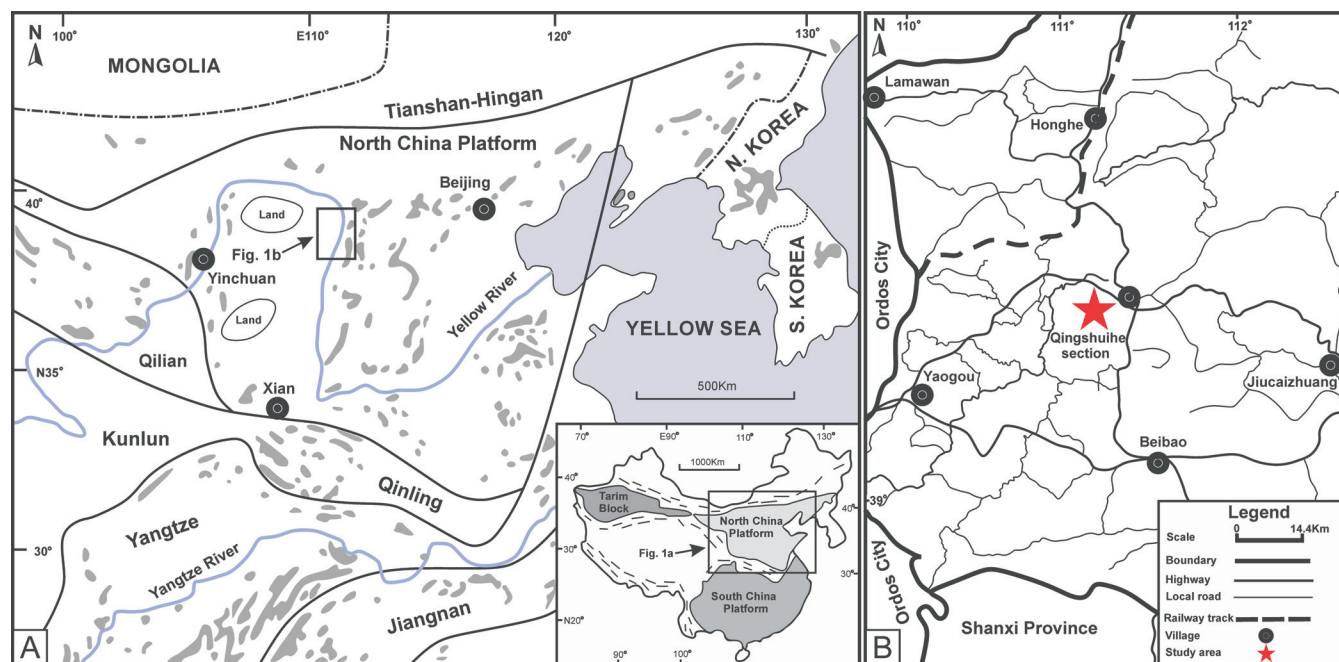 N
100°
E110°
120°
130°
MONGOLIA
Tianshan-Hingan
North China Platform
N. KOREA
Beijing
40°
Land
Fig. 1b
Yinchuan
Land
Yellow River
S. KOREA
YELLOW SEA
Qilian
N35°
Xian
500Km
Kunlun
Qinling
Yangtze
30°
Yangtze River
Jiangnan
A
70°
E90°
110°
130°
1000Km
40°
Tarim
Block
North China
Platform
40°
Fig. 1a
30°
30°
South China
Platform
N20°
90°
100°
N
110°
111°
112°
Lamawan
Honghe
Ordos City
Qingshuihe
section
Yaogou
Jiucaizhuang
Beibao
39°
Ordos City
Shanxi Province
B
Legend
Scale
0
14.4Km
Boundary
Highway
Local road
Railway track
Village
Study area